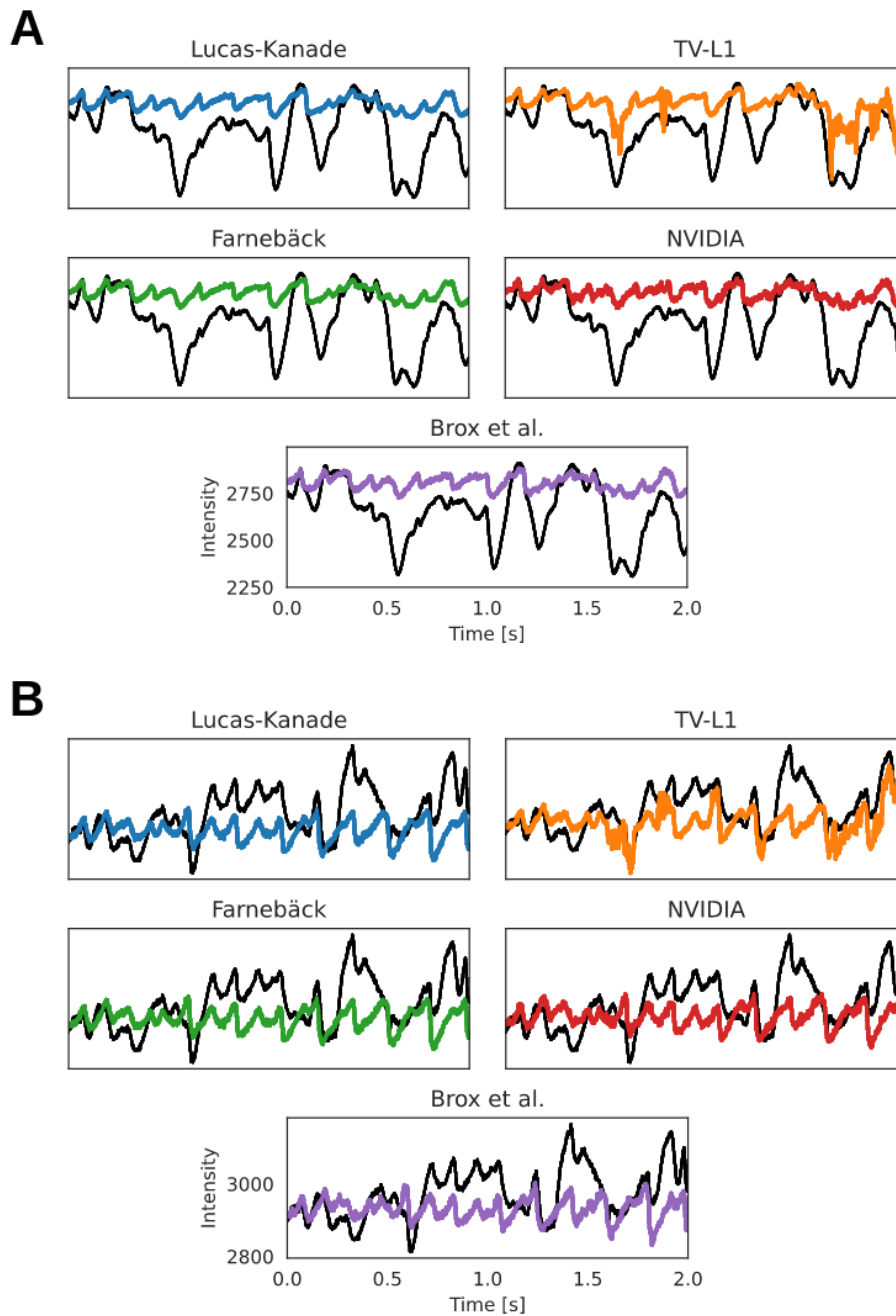 A
Lucas-Kanade TV-L1
Farnebäck NVIDIA
Brox et al.
Intensity
2750
2500
2250
0.0 0.5 1.0 1.5 2.0
Time [s]
B
Lucas-Kanade TV-L1
Farnebäck NVIDIA
Brox et al.
Intensity
3000
2800
0.0 0.5 1.0 1.5 2.0
Time [s]